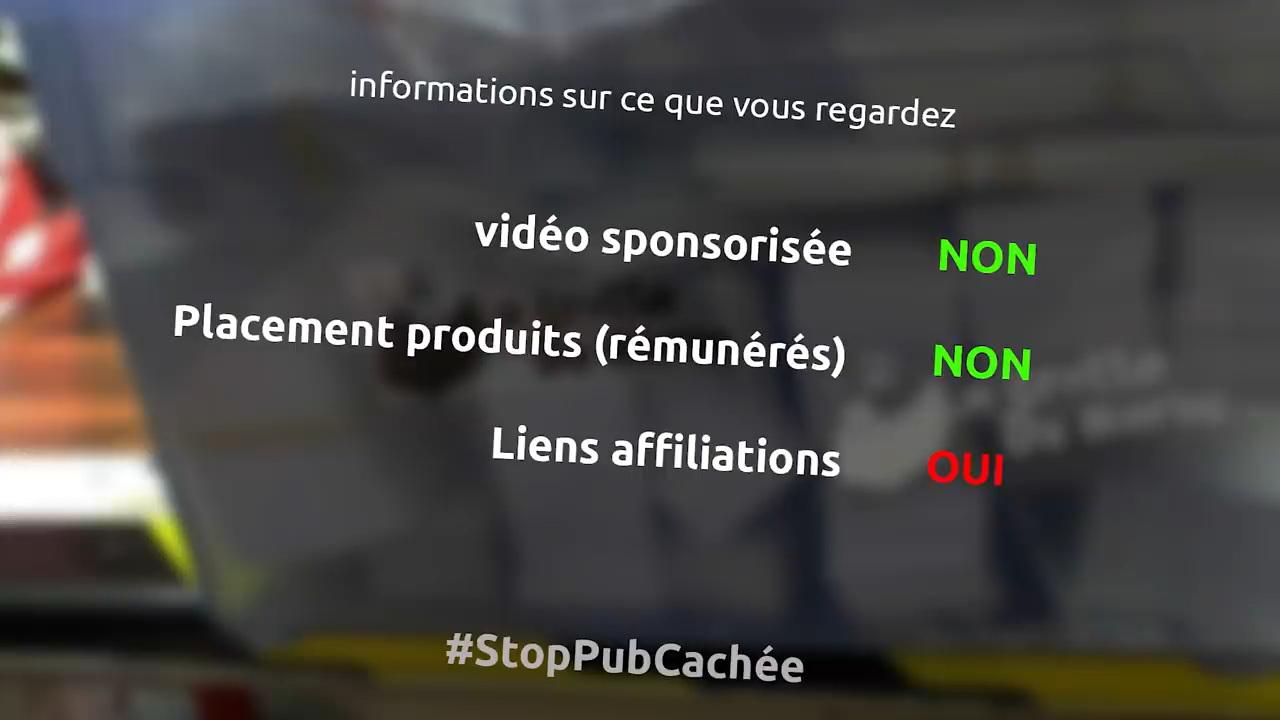 informations sur ce que vous regardez
vidéo sponsorisée NON
Placement produits (rémunérés) NON
Liens affiliations OUI
#StopPubCachée